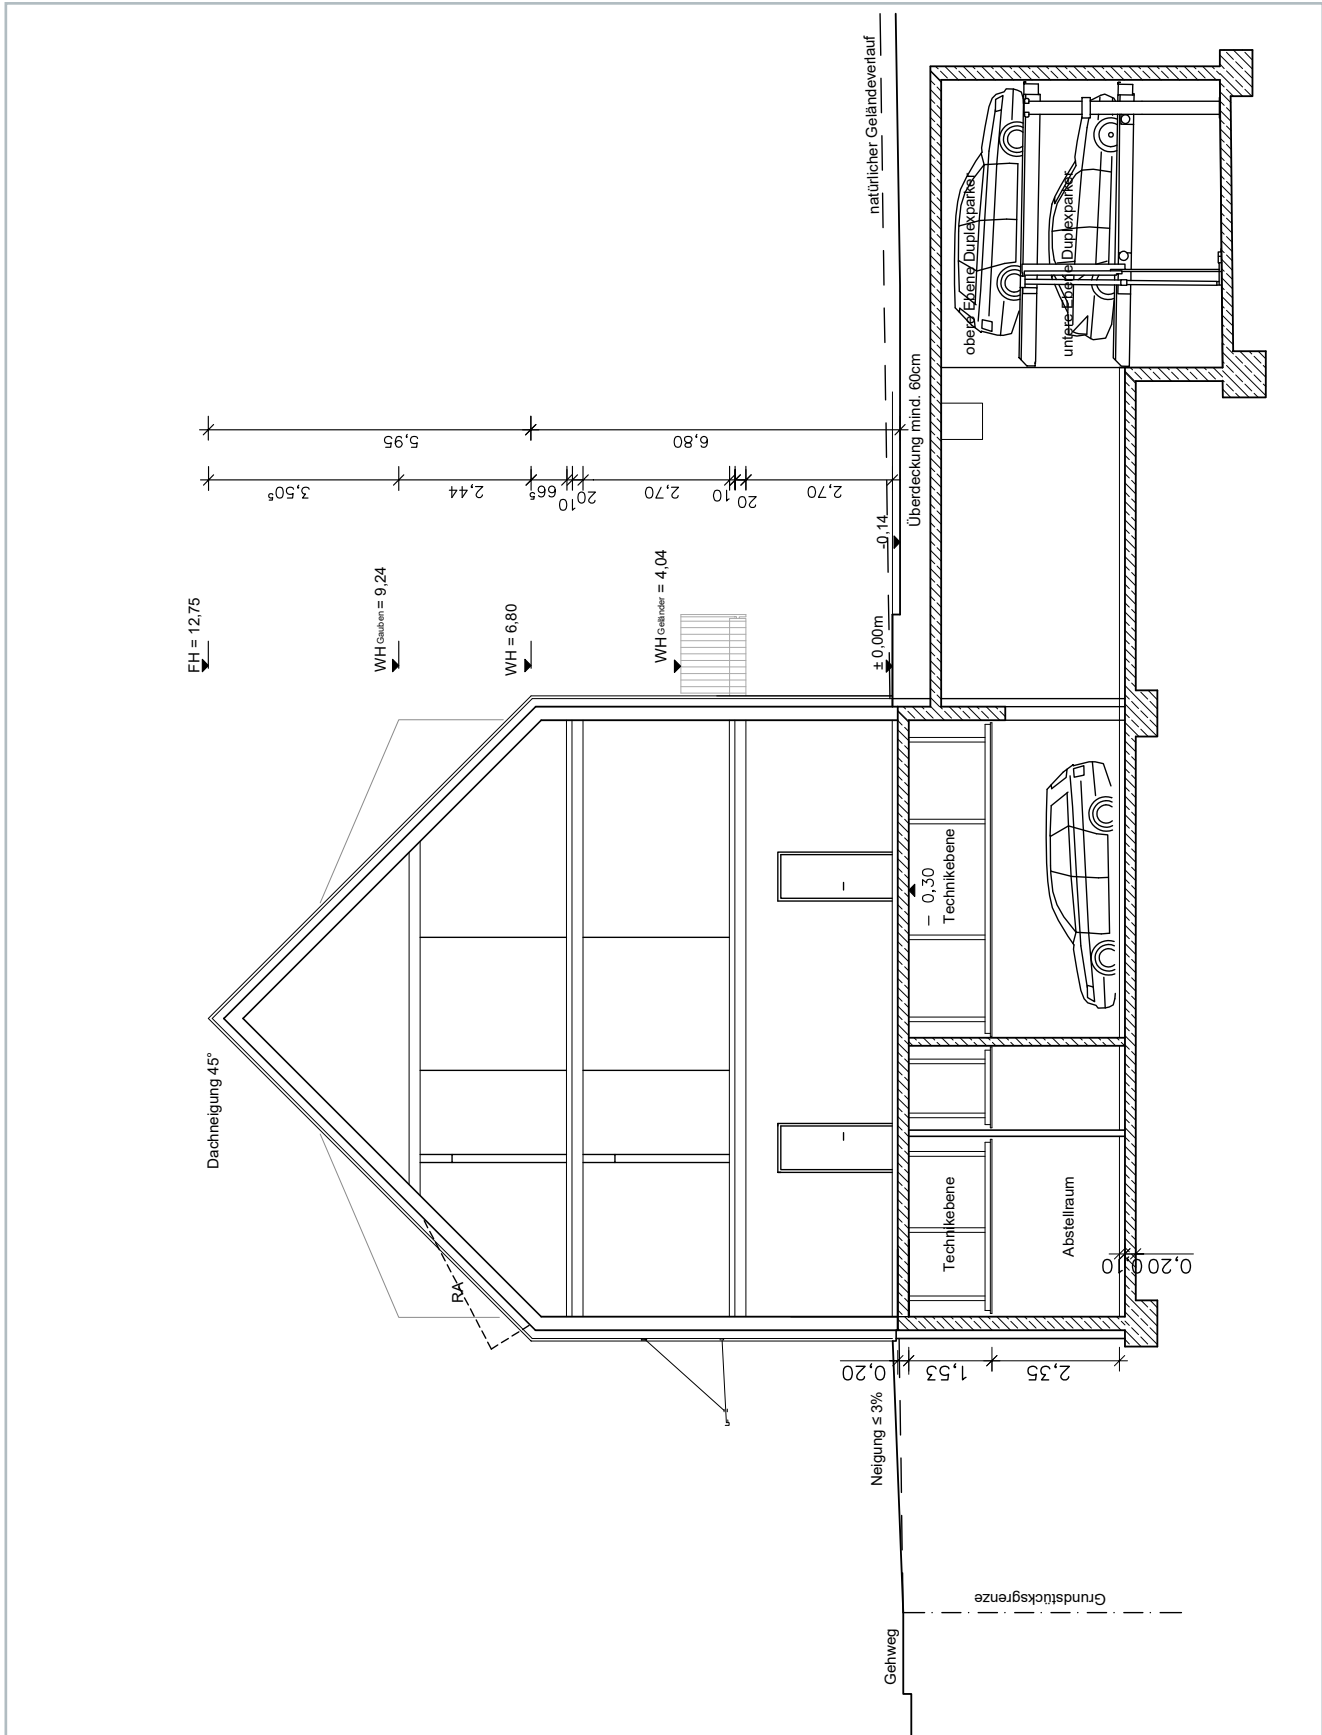 FH = 12,75
WH Gauben = 9,24
WH = 6,80
WH Geländer = 4,04
± 0,00m
-0,14
Dachneigung 45°
RA
3,50⁵
2,44
66⁵
10
20
2,70
10
20
2,70
5,95
6,80
natürlicher Geländeverlauf
Überdeckung mind. 60cm
obere Ebene Duplexparker
untere Ebene Duplexparker
- 0,30
Technikebene
Technikebene
Abstellraum
0,20
1,53
2,35
0,10
0,20
Neigung ≤ 3%
Gehweg
Grundstücksgrenze